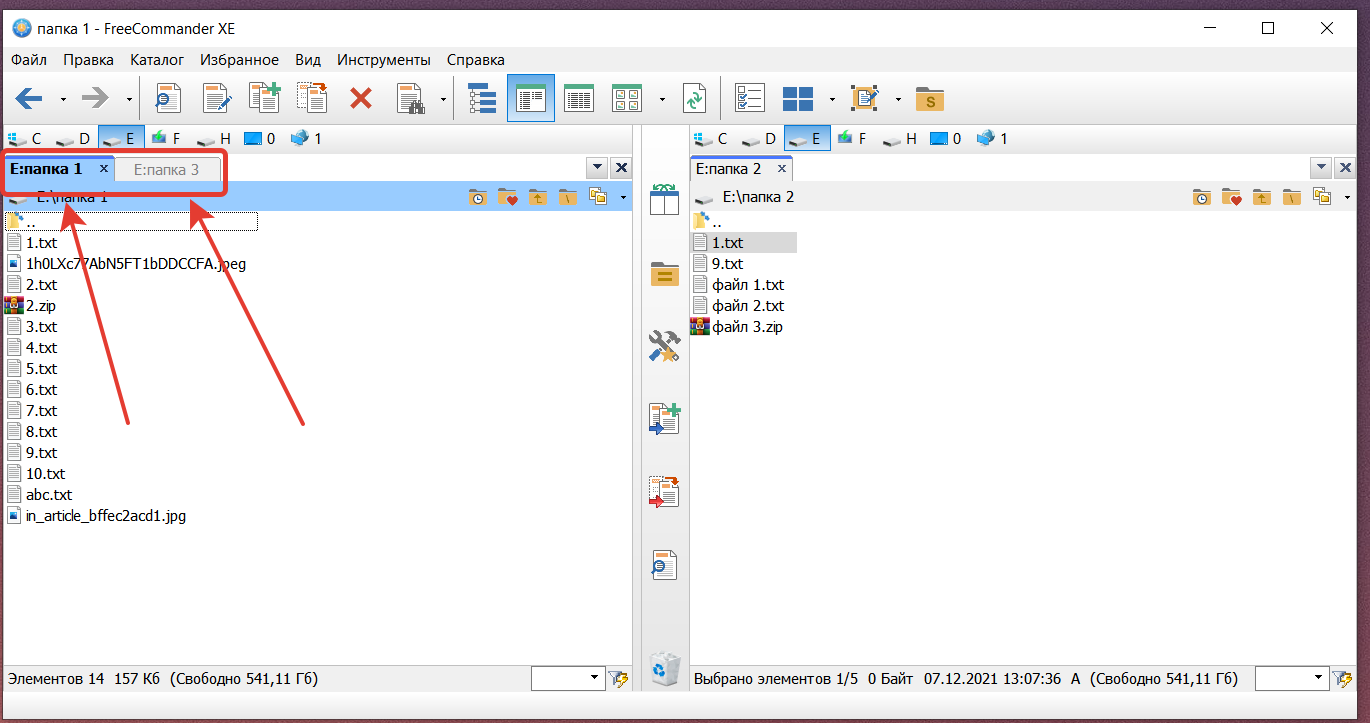 папка 1 - FreeCommander XE
Файл Правка Каталог Избранное Вид Инструменты Справка
S
C D E F H 0 1
E:папка 1 x E:папка 3
E:\папка 1
..
1.txt
1h0LXc77AbN5FT1bDDCCFA.jpeg
2.txt
2.zip
3.txt
4.txt
5.txt
6.txt
7.txt
8.txt
9.txt
10.txt
abc.txt
in_article_bffec2acd1.jpg
Элементов 14 157 Кб (Свободно 541,11 Гб)
C D E F H 0 1
E:папка 2 x
E:\папка 2
..
1.txt
9.txt
файл 1.txt
файл 2.txt
файл 3.zip
Выбрано элементов 1/5 0 Байт 07.12.2021 13:07:36 A (Свободно 541,11 Гб)